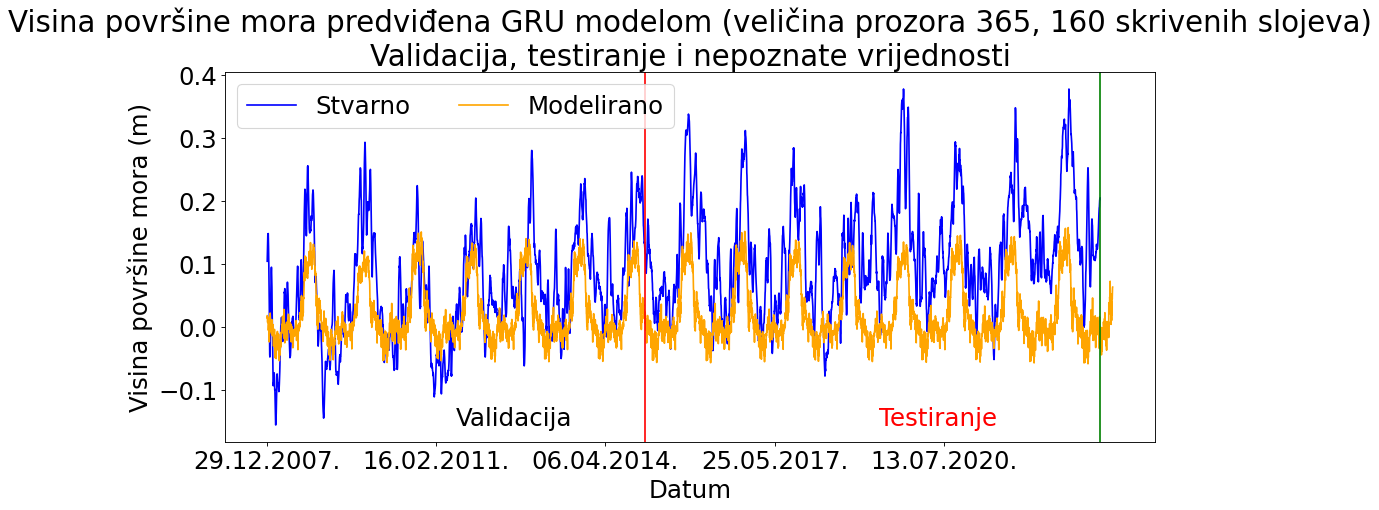 Visina površine mora predviđena GRU modelom (veličina prozora 365, 160 skrivenih slojeva)
Validacija, testiranje i nepoznate vrijednosti
Stvarno
Modelirano
Visina površine mora (m)
0.4
0.3
0.2
0.1
0.0
−0.1
Validacija
Testiranje
29.12.2007.
16.02.2011.
06.04.2014.
25.05.2017.
13.07.2020.
Datum